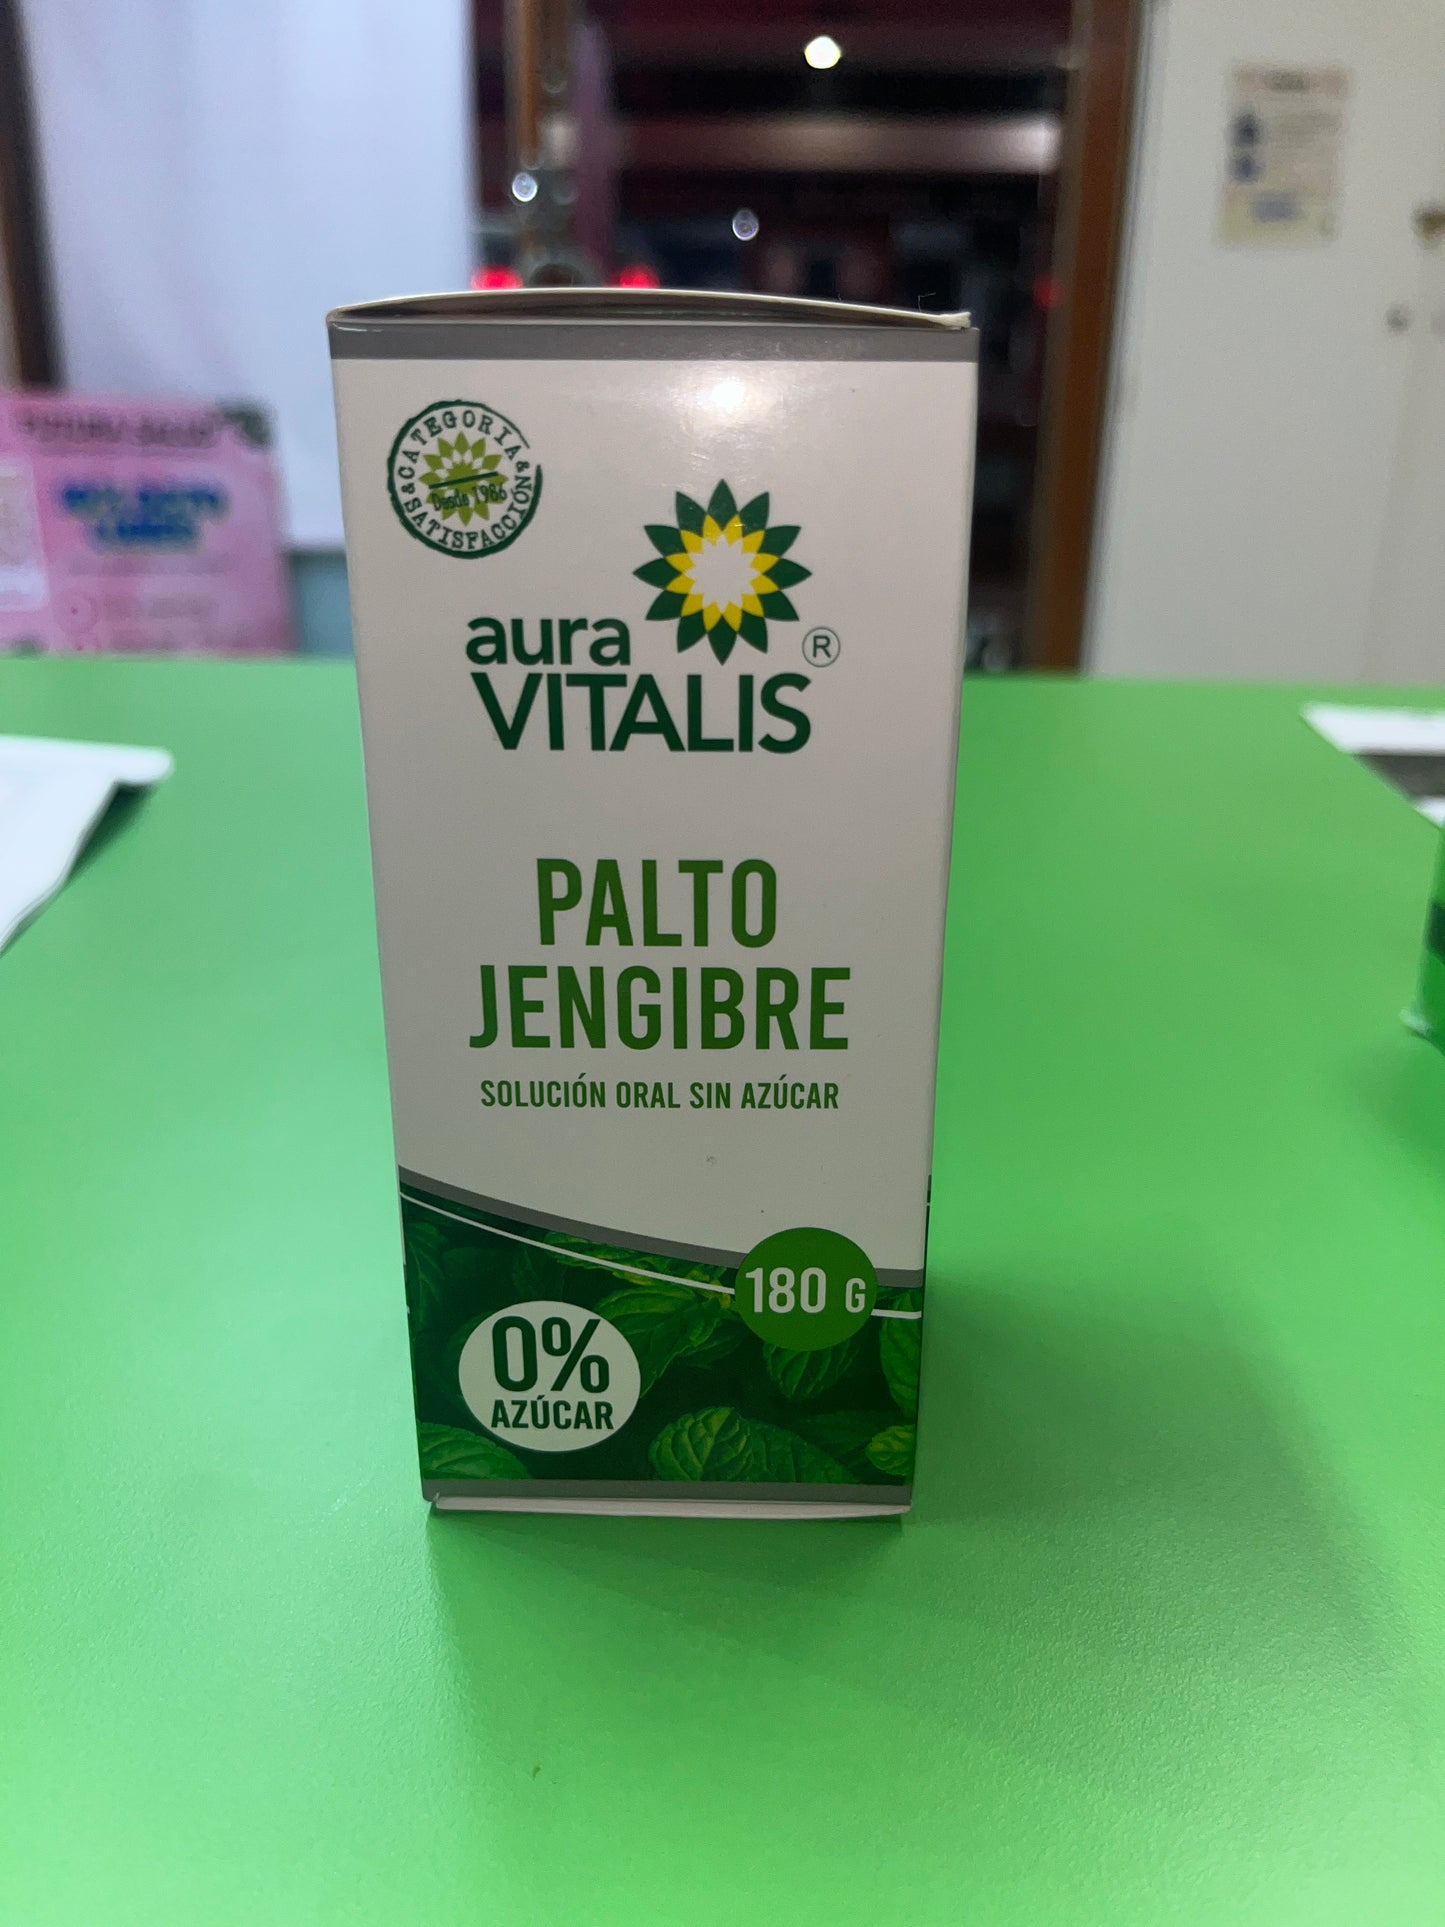 CATEGORIA & SATISFACCIÓN &
Desde 1986
aura
VITALIS ®
PALTO
JENGIBRE
SOLUCIÓN ORAL SIN AZÚCAR
180 G
0%
AZÚCAR